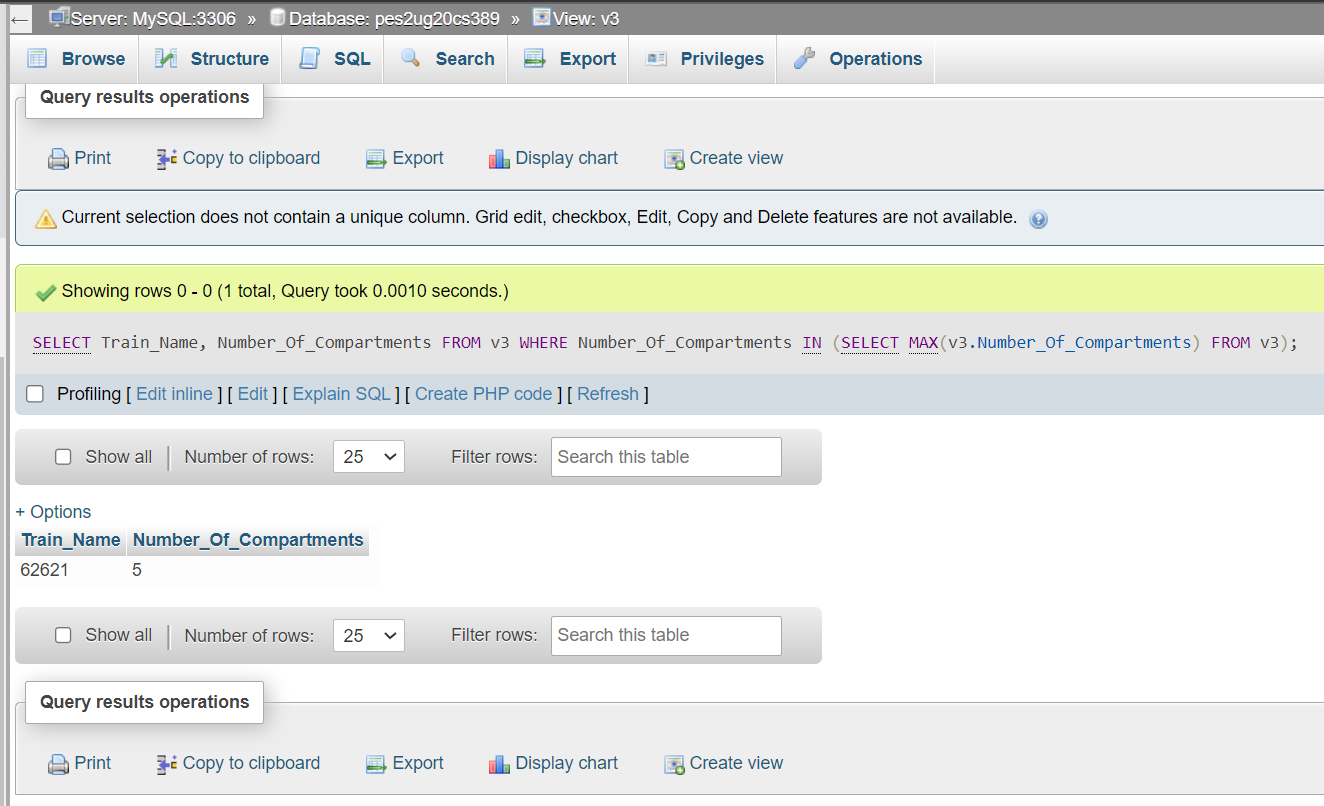 Server: MySQL:3306 » Database: pes2ug20cs389 » View: v3
Browse Structure SQL Search Export Privileges Operations
Query results operations
Print Copy to clipboard Export Display chart Create view
Current selection does not contain a unique column. Grid edit, checkbox, Edit, Copy and Delete features are not available.
Showing rows 0 - 0 (1 total, Query took 0.0010 seconds.)
SELECT Train_Name, Number_Of_Compartments FROM v3 WHERE Number_Of_Compartments IN (SELECT MAX(v3.Number_Of_Compartments) FROM v3);
Profiling [ Edit inline ] [ Edit ] [ Explain SQL ] [ Create PHP code ] [ Refresh ]
Show all Number of rows: 25 Filter rows: Search this table
+ Options
Train_Name Number_Of_Compartments
62621 5
Show all Number of rows: 25 Filter rows: Search this table
Query results operations
Print Copy to clipboard Export Display chart Create view